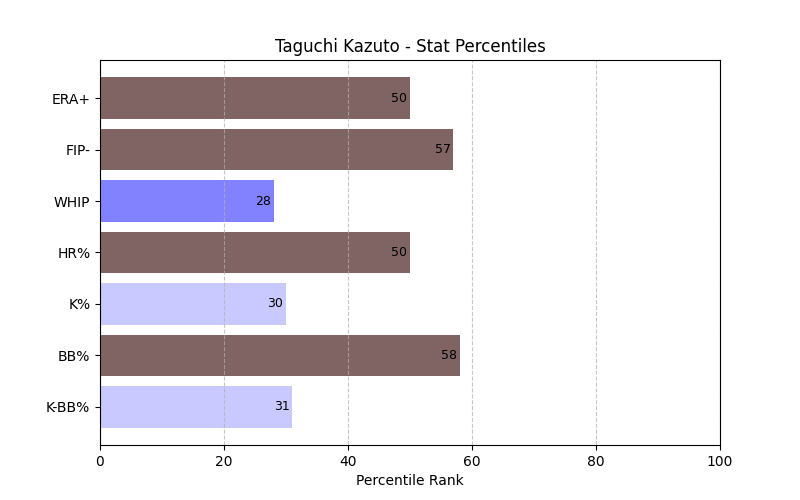 Taguchi Kazuto - Stat Percentiles
ERA+ 50
FIP- 57
WHIP 28
HR% 50
K% 30
BB% 58
K-BB% 31
0 20 40 60 80 100
Percentile Rank